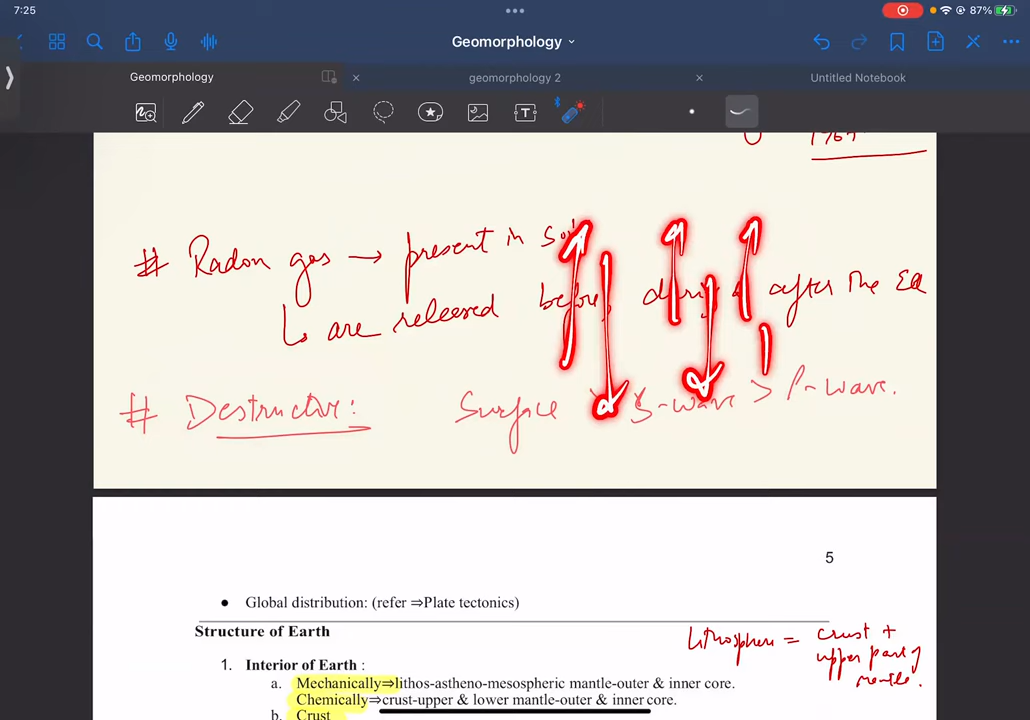 7:25
87%
Geomorphology
Geomorphology
geomorphology 2
Untitled Notebook
# Radon gas → present in soil
↳ are released before, during & after the EQ
# Destructive: Surface > S-wave > P-wave.
5
● Global distribution: (refer ⇒Plate tectonics)
Structure of Earth
lithosphere = crust +
upper part of
mantle.
1. Interior of Earth :
a. Mechanically⇒lithos-astheno-mesospheric mantle-outer & inner core.
Chemically⇒crust-upper & lower mantle-outer & inner core.
b. Crust